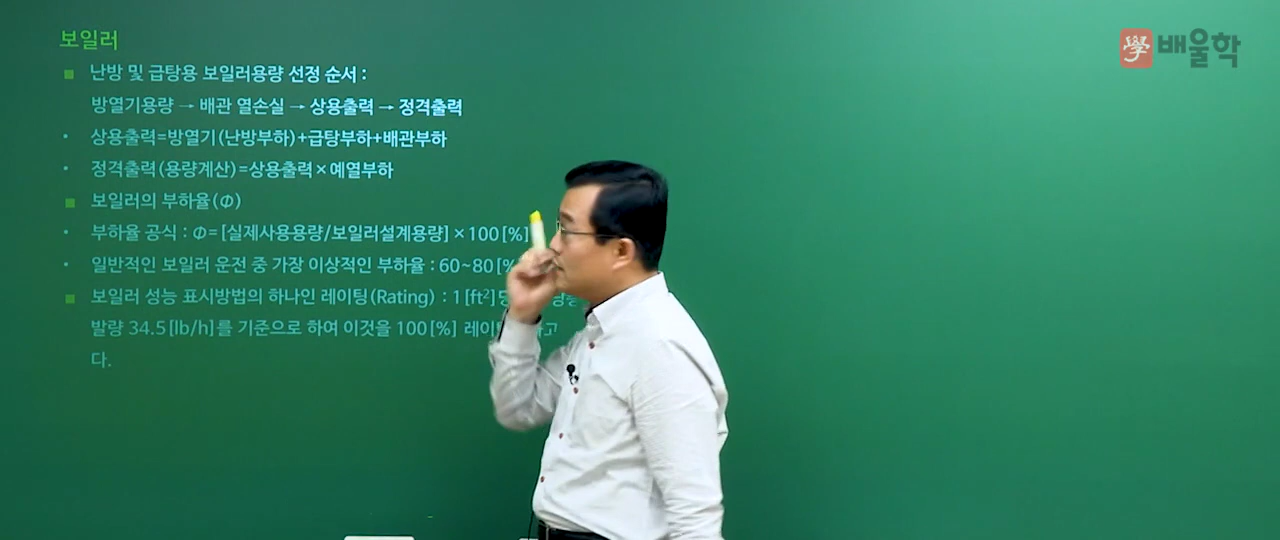 보일러
學 배울학
■ 난방 및 급탕용 보일러용량 선정 순서 :
방열기용량 → 배관 열손실 → 상용출력 → 정격출력
• 상용출력=방열기(난방부하)+급탕부하+배관부하
• 정격출력(용량계산)=상용출력×예열부하
■ 보일러의 부하율(Φ)
• 부하율 공식 : Φ=[실제사용용량/보일러설계용량]×100[%]
• 일반적인 보일러 운전 중 가장 이상적인 부하율 : 60~80[%
■ 보일러 성능 표시방법의 하나인 레이팅(Rating) : 1[ft²]당
발량 34.5[lb/h]를 기준으로 하여 이것을 100[%] 하고
다.